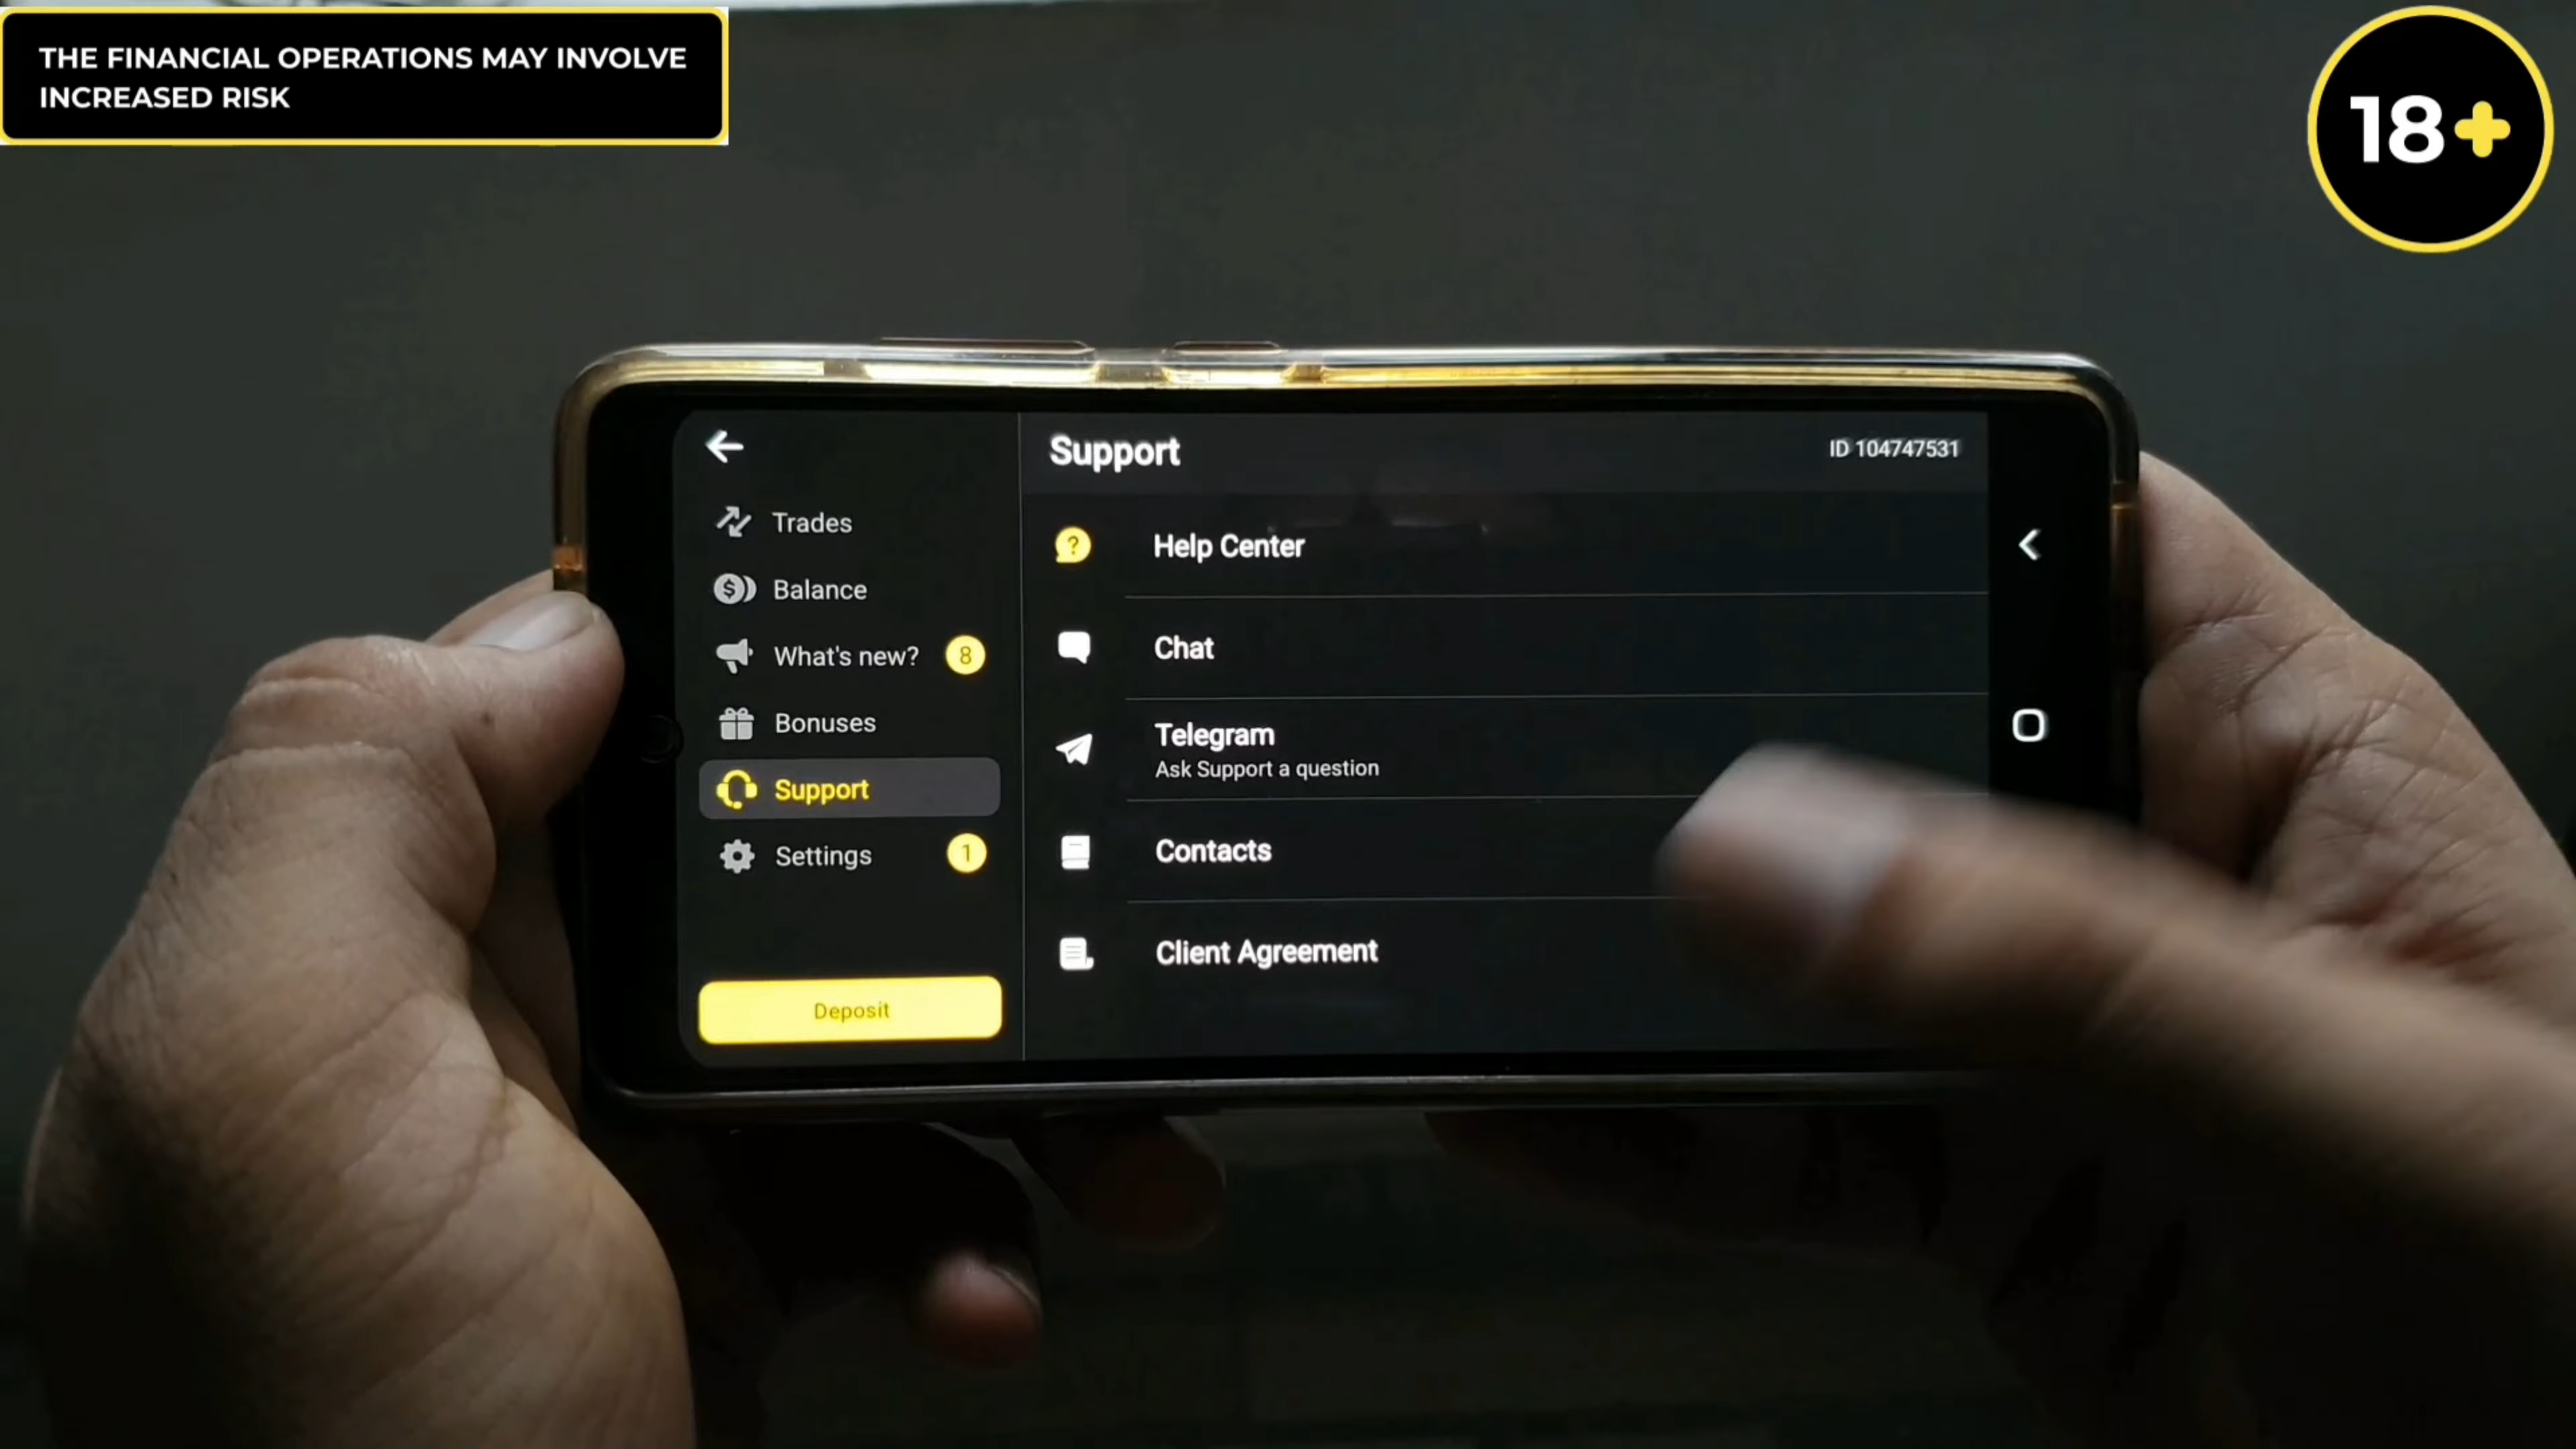 THE FINANCIAL OPERATIONS MAY INVOLVE
INCREASED RISK
18+
Trades
Balance
What's new? 8
Bonuses
Support
Settings 1
Deposit
Support
ID 104747531
Help Center
Chat
Telegram
Ask Support a question
Contacts
Client Agreement